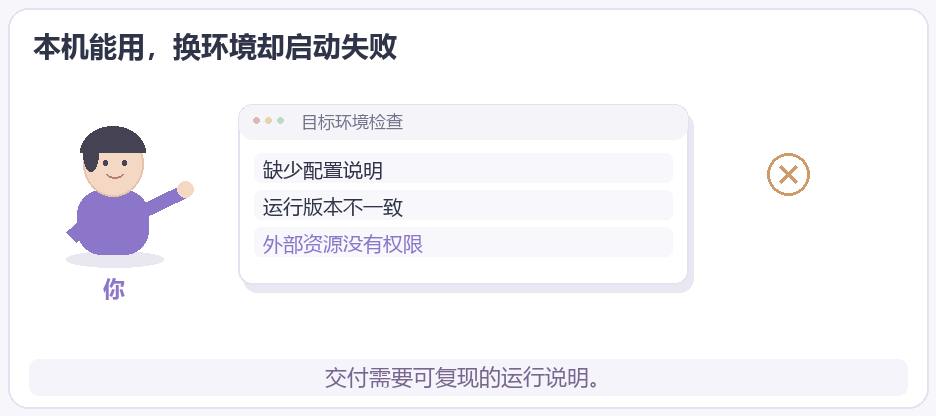 本机能用，换环境却启动失败
目标环境检查
缺少配置说明
运行版本不一致
外部资源没有权限
你
交付需要可复现的运行说明。